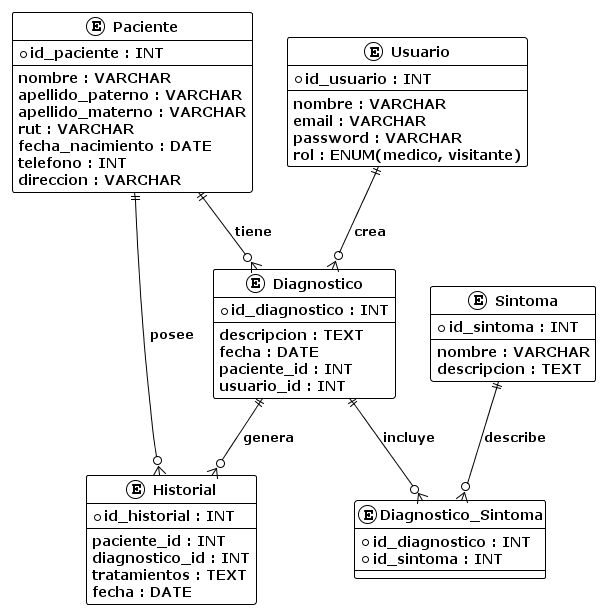 E Paciente
id_paciente : INT
nombre : VARCHAR
apellido_paterno : VARCHAR
apellido_materno : VARCHAR
rut : VARCHAR
fecha_nacimiento : DATE
telefono : INT
direccion : VARCHAR
E Usuario
id_usuario : INT
nombre : VARCHAR
email : VARCHAR
password : VARCHAR
rol : ENUM(medico, visitante)
tiene
crea
E Diagnostico
id_diagnostico : INT
descripcion : TEXT
fecha : DATE
paciente_id : INT
usuario_id : INT
E Sintoma
id_sintoma : INT
nombre : VARCHAR
descripcion : TEXT
posee
genera
incluye
describe
E Historial
id_historial : INT
paciente_id : INT
diagnostico_id : INT
tratamientos : TEXT
fecha : DATE
E Diagnostico_Sintoma
id_diagnostico : INT
id_sintoma : INT